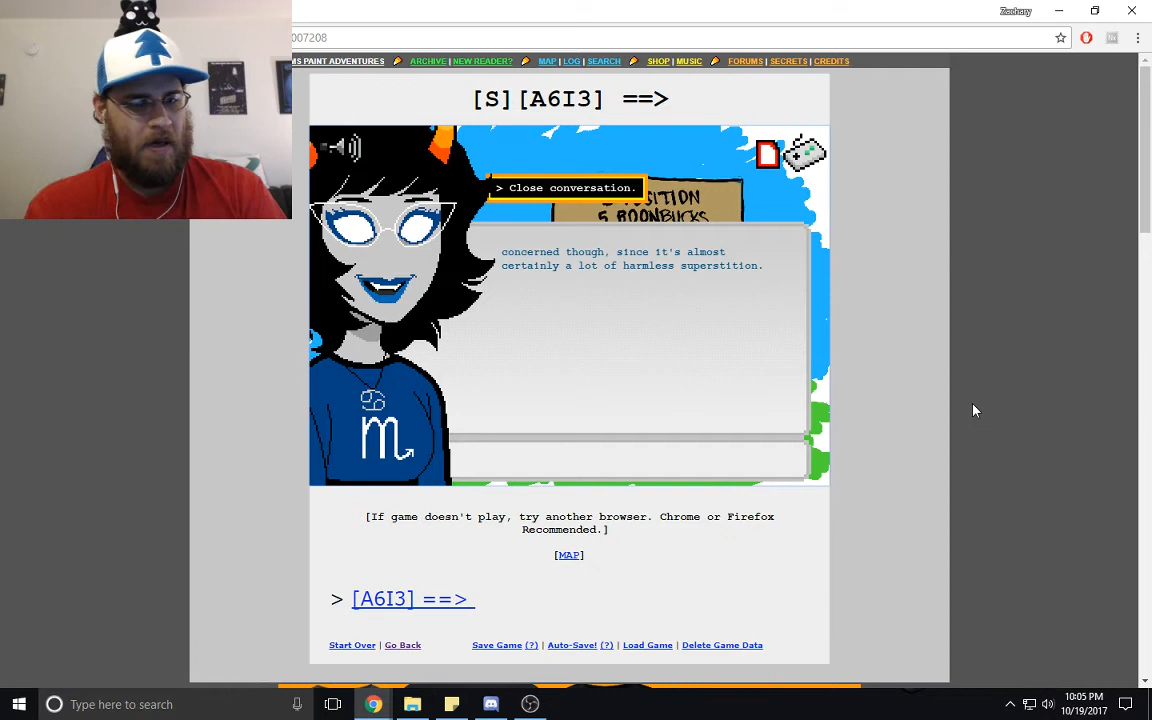 Zachary
007208
MS PAINT ADVENTURES ARCHIVE | NEW READER? MAP | LOG | SEARCH SHOP | MUSIC FORUMS | SECRETS | CREDITS
[S][A6I3] ==>
> Close conversation.
5 BOONBUCKS
concerned though, since it's almost
certainly a lot of harmless superstition.
[If game doesn't play, try another browser. Chrome or Firefox
Recommended.]
[MAP]
> [A6I3] ==>
Start Over | Go Back Save Game (?) | Auto-Save! (?) | Load Game | Delete Game Data
Type here to search
10:05 PM
10/19/2017